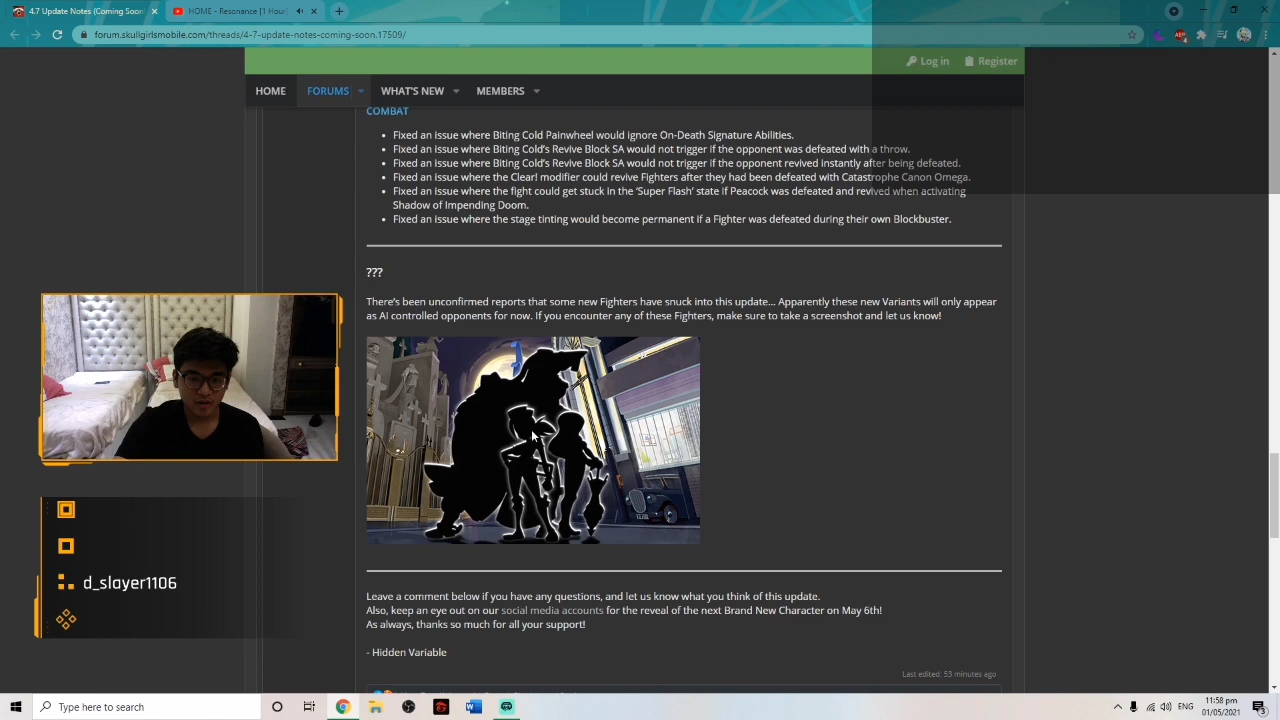 4.7 Update Notes (Coming Soon
HOME - Resonance [1 Hou
forum.skullgirlsmobile.com/threads/4-7-update-notes-coming-soon.17509/
Log in Register
HOME FORUMS WHAT'S NEW MEMBERS
COMBAT
• Fixed an issue where Biting Cold Painwheel would ignore On-Death Signature Abilities.
• Fixed an issue where Biting Cold's Revive Block SA would not trigger if the opponent was defeated with a throw.
• Fixed an issue where Biting Cold's Revive Block SA would not trigger if the opponent revived instantly after being defeated.
• Fixed an issue where the Clear! modifier could revive Fighters after they had been defeated with Catastrophe Canon Omega.
• Fixed an issue where the fight could get stuck in the 'Super Flash' state if Peacock was defeated and revived when activating
Shadow of Impending Doom.
• Fixed an issue where the stage tinting would become permanent if a Fighter was defeated during their own Blockbuster.
???
There's been unconfirmed reports that some new Fighters have snuck into this update... Apparently these new Variants will only appear
as AI controlled opponents for now. If you encounter any of these Fighters, make sure to take a screenshot and let us know!
d_slayer1106
Leave a comment below if you have any questions, and let us know what you think of this update.
Also, keep an eye out on our social media accounts for the reveal of the next Brand New Character on May 6th!
As always, thanks so much for all your support!
- Hidden Variable
Last edited: 53 minutes ago
Type here to search
ENG
11:58 pm
01/05/2021